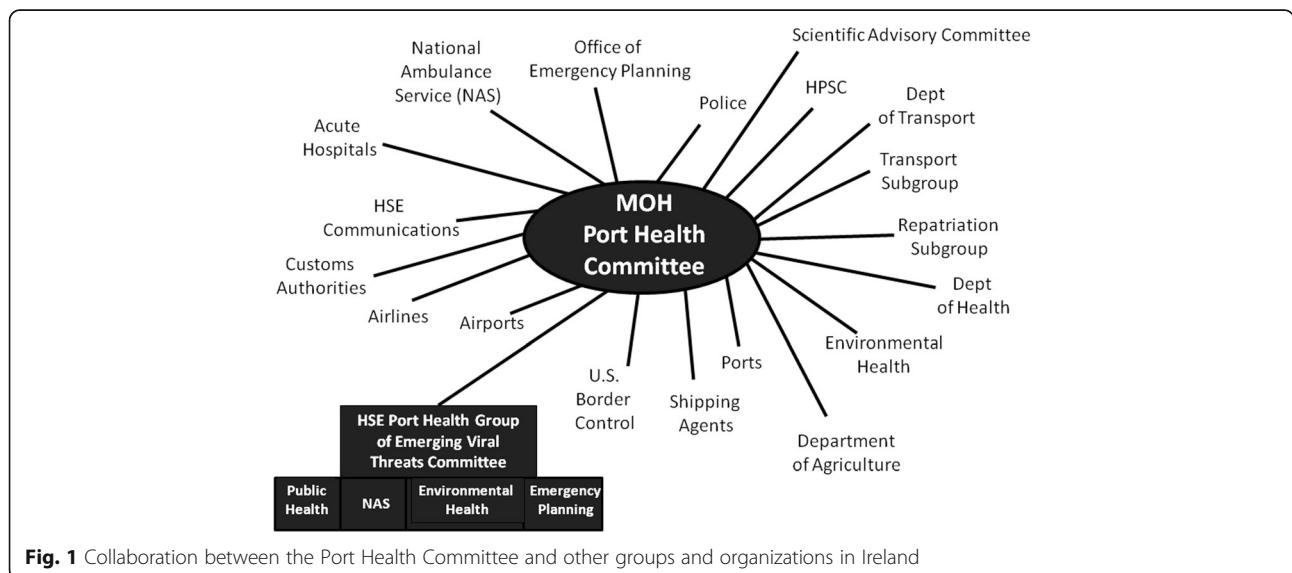 Scientific Advisory Committee
Office of
Emergency Planning
National
Ambulance
Service (NAS)
Police
HPSC
Dept
of Transport
Acute
Hospitals
Transport
Subgroup
MOH
Port Health
Committee
HSE
Communications
Repatriation
Subgroup
Customs
Authorities
Dept
of Health
Airlines
Airports
Environmental
Health
Ports
U.S.
Border
Control
Shipping
Agents
Department
of Agriculture
HSE Port Health Group
of Emerging Viral
Threats Committee
Public
Health
NAS
Environmental
Health
Emergency
Planning
Fig. 1 Collaboration between the Port Health Committee and other groups and organizations in Ireland